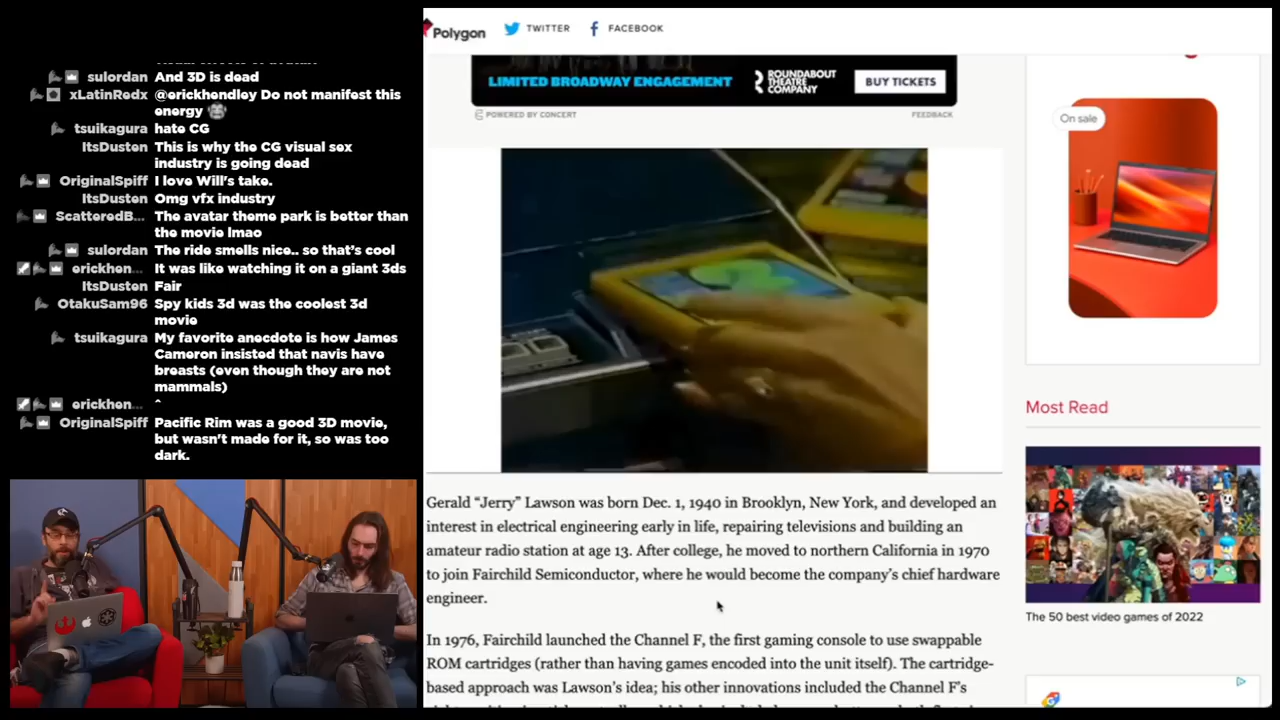 sulordan And 3D is dead
xLatinRedx @erickhendley Do not manifest this
energy
tsuikagura hate CG
ItsDusten This is why the CG visual sex
industry is going dead
OriginalSpiff I love Will's take.
ItsDusten Omg vfx industry
ScatteredB... The avatar theme park is better than
the movie lmao
sulordan The ride smells nice.. so that's cool
erickhen... It was like watching it on a giant 3ds
ItsDusten Fair
OtakuSam96 Spy kids 3d was the coolest 3d
movie
tsuikagura My favorite anecdote is how James
Cameron insisted that navis have
breasts (even though they are not
mammals)
erickhen... ^
OriginalSpiff Pacific Rim was a good 3D movie,
but wasn't made for it, so was too
dark.
Polygon TWITTER FACEBOOK
LIMITED BROADWAY ENGAGEMENT ROUNDABOUT THEATRE COMPANY BUY TICKETS
POWERED BY CONCERT FEEDBACK
On sale
Gerald “Jerry” Lawson was born Dec. 1, 1940 in Brooklyn, New York, and developed an
interest in electrical engineering early in life, repairing televisions and building an
amateur radio station at age 13. After college, he moved to northern California in 1970
to join Fairchild Semiconductor, where he would become the company’s chief hardware
engineer.
In 1976, Fairchild launched the Channel F, the first gaming console to use swappable
ROM cartridges (rather than having games encoded into the unit itself). The cartridge-
based approach was Lawson’s idea; his other innovations included the Channel F’s
Most Read
The 50 best video games of 2022